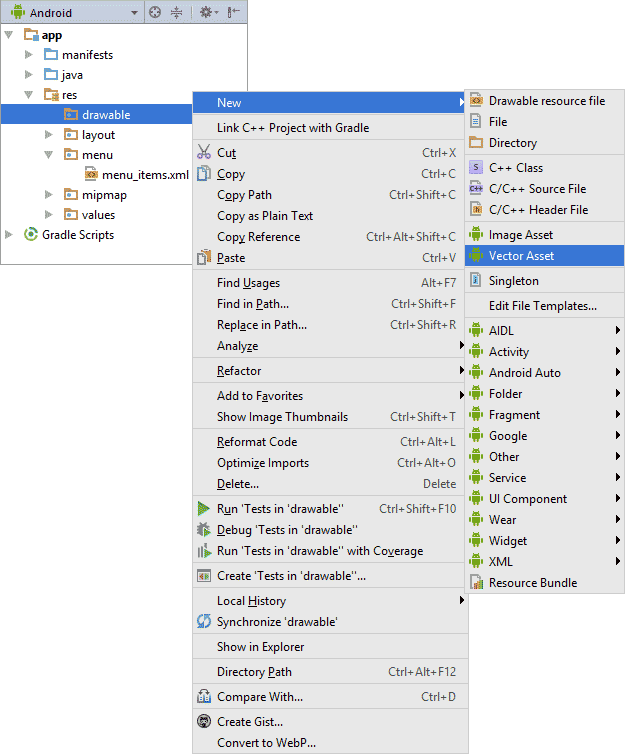 Android
app
manifests
java
res
drawable
layout
menu
menu_items.xml
mipmap
values
Gradle Scripts
New
Link C++ Project with Gradle
Cut Ctrl+X
Copy Ctrl+C
Copy Path Ctrl+Shift+C
Copy as Plain Text
Copy Reference Ctrl+Alt+Shift+C
Paste Ctrl+V
Find Usages Alt+F7
Find in Path... Ctrl+Shift+F
Replace in Path... Ctrl+Shift+R
Analyze
Refactor
Add to Favorites
Show Image Thumbnails Ctrl+Shift+T
Reformat Code Ctrl+Alt+L
Optimize Imports Ctrl+Alt+O
Delete... Delete
Run 'Tests in 'drawable'' Ctrl+Shift+F10
Debug 'Tests in 'drawable''
Run 'Tests in 'drawable'' with Coverage
Create 'Tests in 'drawable''...
Local History
Synchronize 'drawable'
Show in Explorer
Directory Path Ctrl+Alt+F12
Compare With... Ctrl+D
Create Gist...
Convert to WebP...
Drawable resource file
File
Directory
S C++ Class
C++ C/C++ Source File
h C/C++ Header File
Image Asset
Vector Asset
Singleton
Edit File Templates...
AIDL
Activity
Android Auto
Folder
Fragment
Google
Other
Service
UI Component
Wear
Widget
XML
Resource Bundle